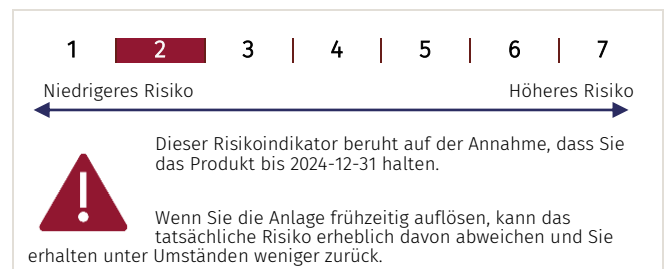 1 2 3 4 5 6 7
Niedrigeres Risiko Höheres Risiko
Dieser Risikoindikator beruht auf der Annahme, dass Sie
das Produkt bis 2024-12-31 halten.
Wenn Sie die Anlage frühzeitig auflösen, kann das
tatsächliche Risiko erheblich davon abweichen und Sie
erhalten unter Umständen weniger zurück.